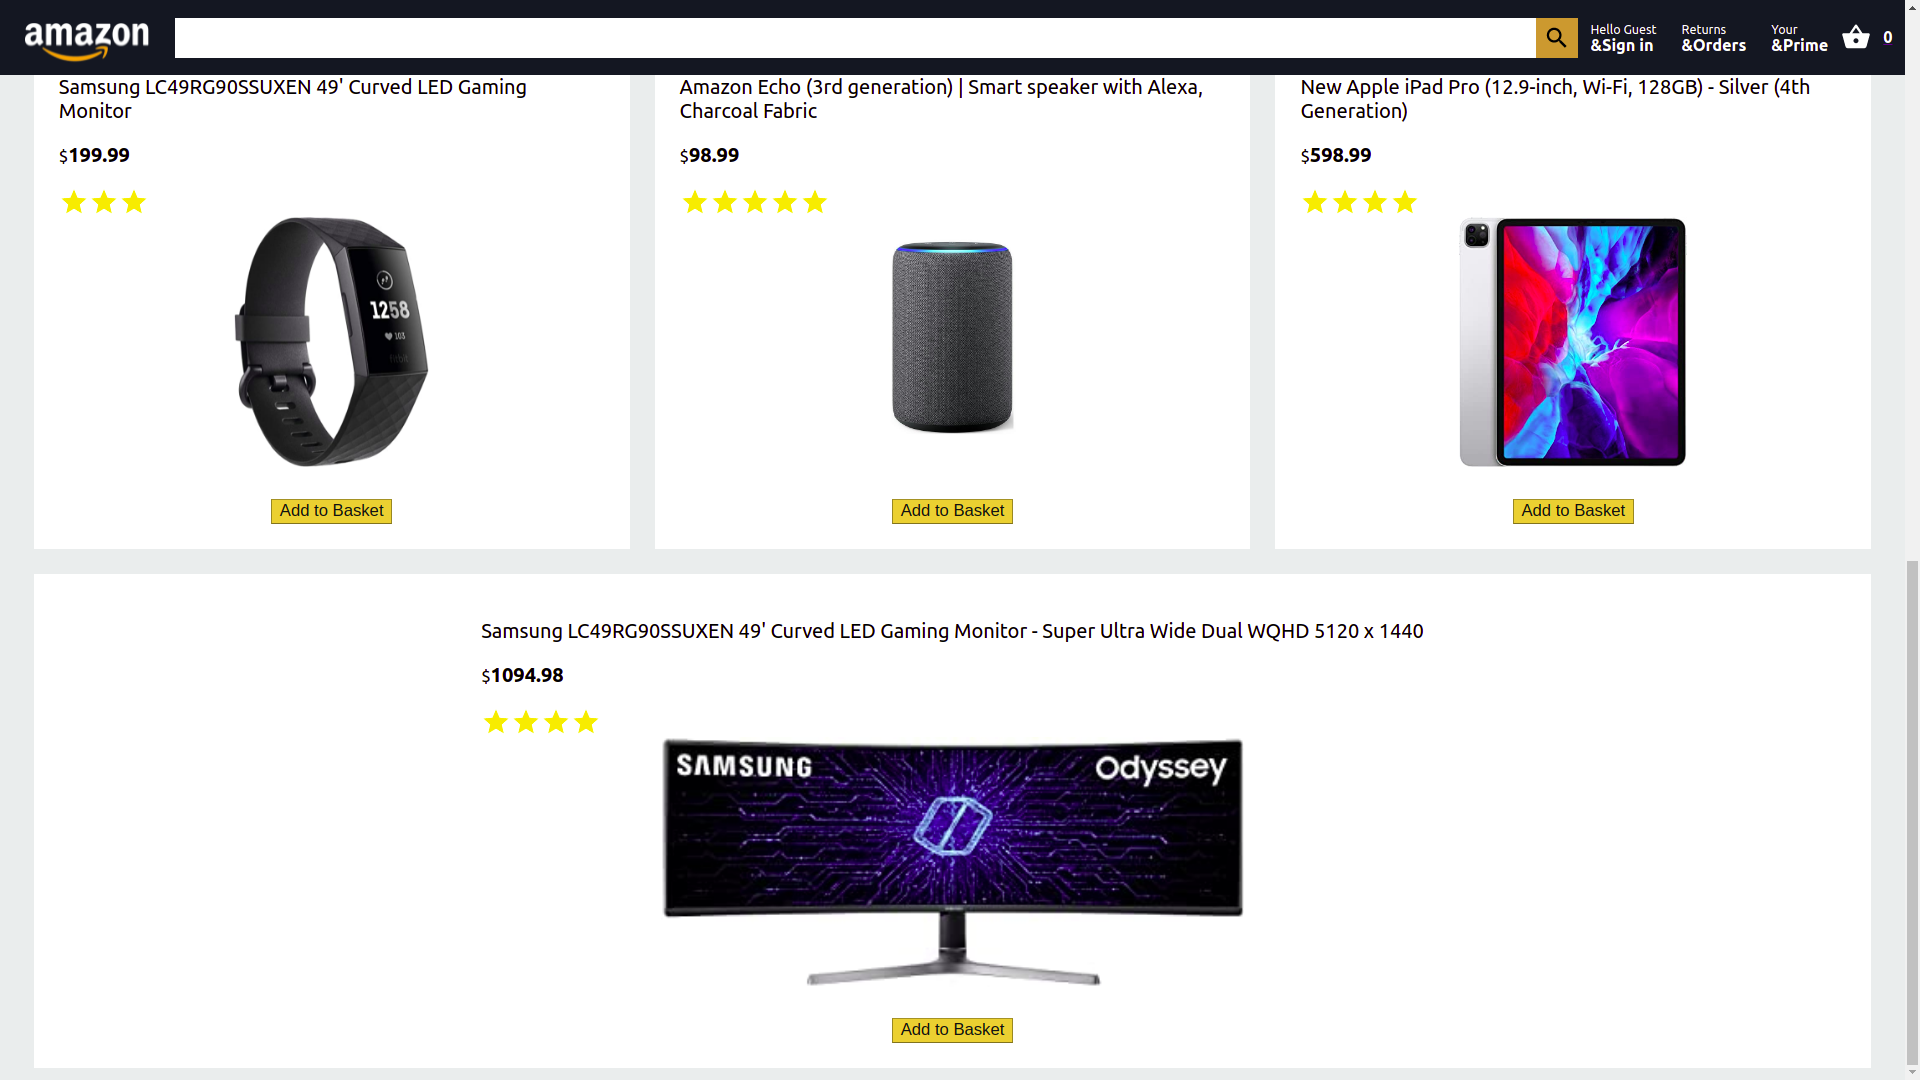 amazon
Hello Guest
&Sign in
Returns
&Orders
Your
&Prime
0
Samsung LC49RG90SSUXEN 49' Curved LED Gaming
Monitor
$199.99
1258
103
fitbit
Add to Basket
Amazon Echo (3rd generation) | Smart speaker with Alexa,
Charcoal Fabric
$98.99
Add to Basket
New Apple iPad Pro (12.9-inch, Wi-Fi, 128GB) - Silver (4th
Generation)
$598.99
Add to Basket
Samsung LC49RG90SSUXEN 49' Curved LED Gaming Monitor - Super Ultra Wide Dual WQHD 5120 x 1440
$1094.98
SAMSUNG
Odyssey
Add to Basket